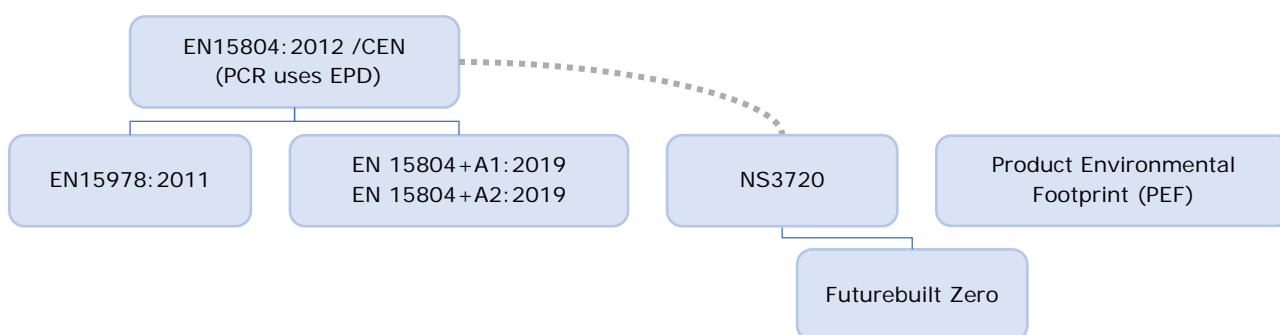 EN15804:2012 /CEN
(PCR uses EPD)
EN15978:2011
EN 15804+A1:2019
EN 15804+A2:2019
NS3720
Product Environmental
Footprint (PEF)
Futurebuilt Zero